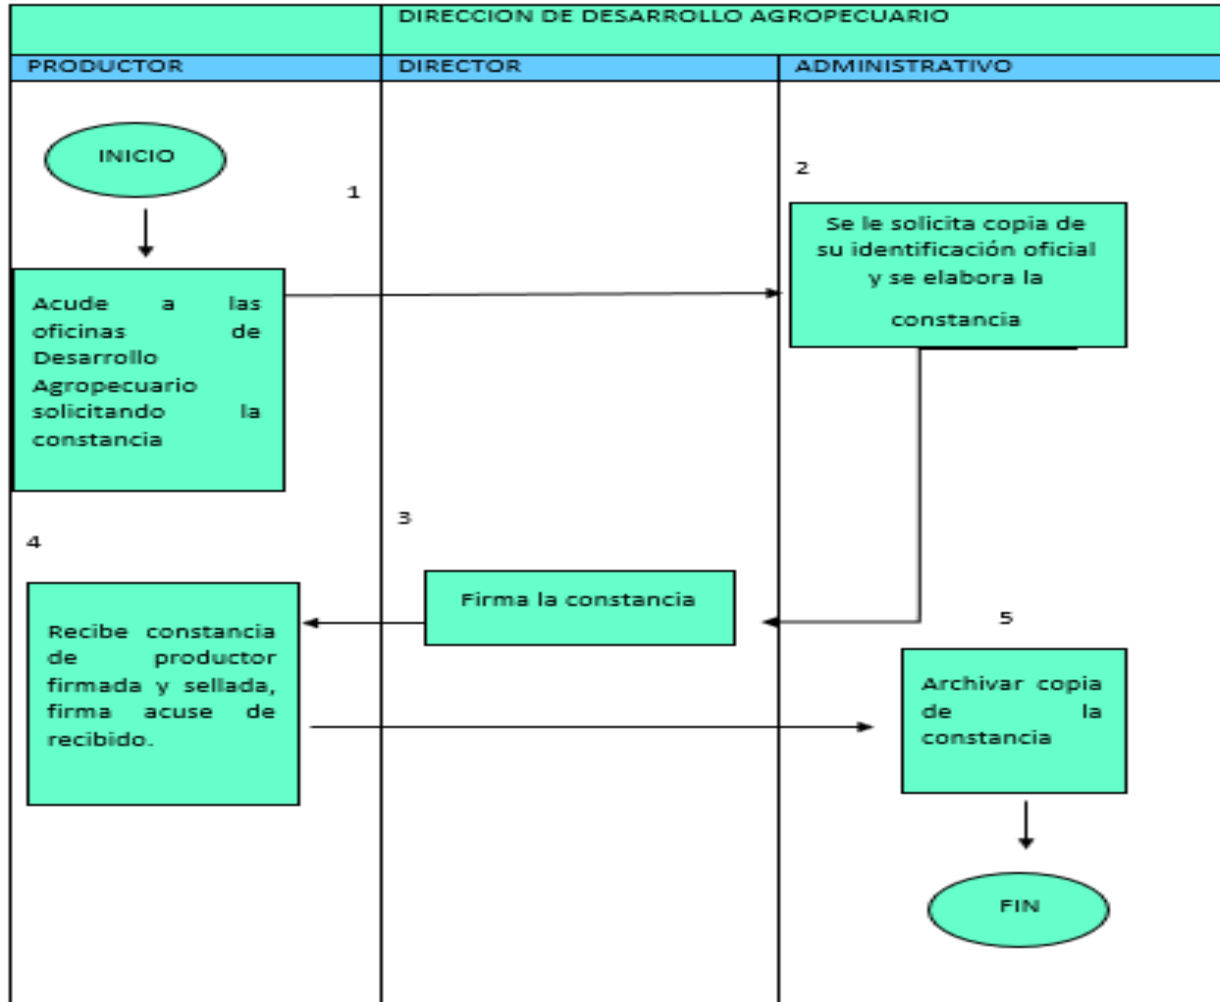 DIRECCION DE DESARROLLO AGROPECUARIO
PRODUCTOR
DIRECTOR
ADMINISTRATIVO
INICIO
1
Acude a las
oficinas de
Desarrollo
Agropecuario
solicitando la
constancia
2
Se le solicita copia de
su identificación oficial
y se elabora la
constancia
3
Firma la constancia
4
Recibe constancia
de productor
firmada y sellada,
firma acuse de
recibido.
5
Archivar copia
de la
constancia
FIN